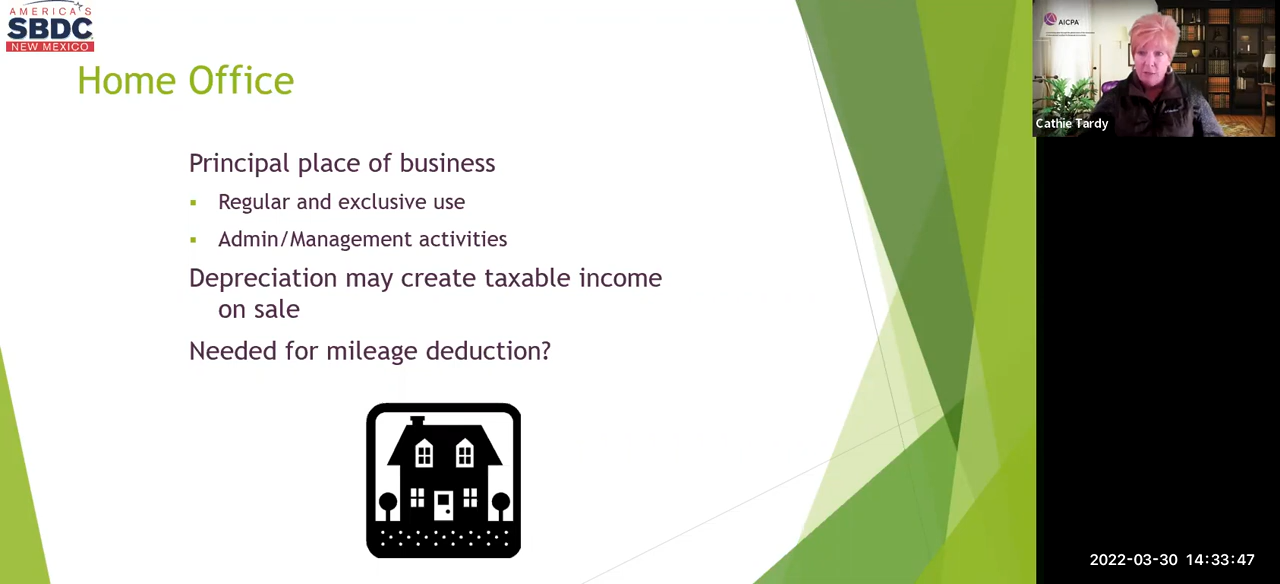 AMERICA'S
SBDC
NEW MEXICO
Home Office
Principal place of business
Regular and exclusive use
Admin/Management activities
Depreciation may create taxable income
on sale
Needed for mileage deduction?
AICPA
Cathie Tardy
2022-03-30 14:33:47